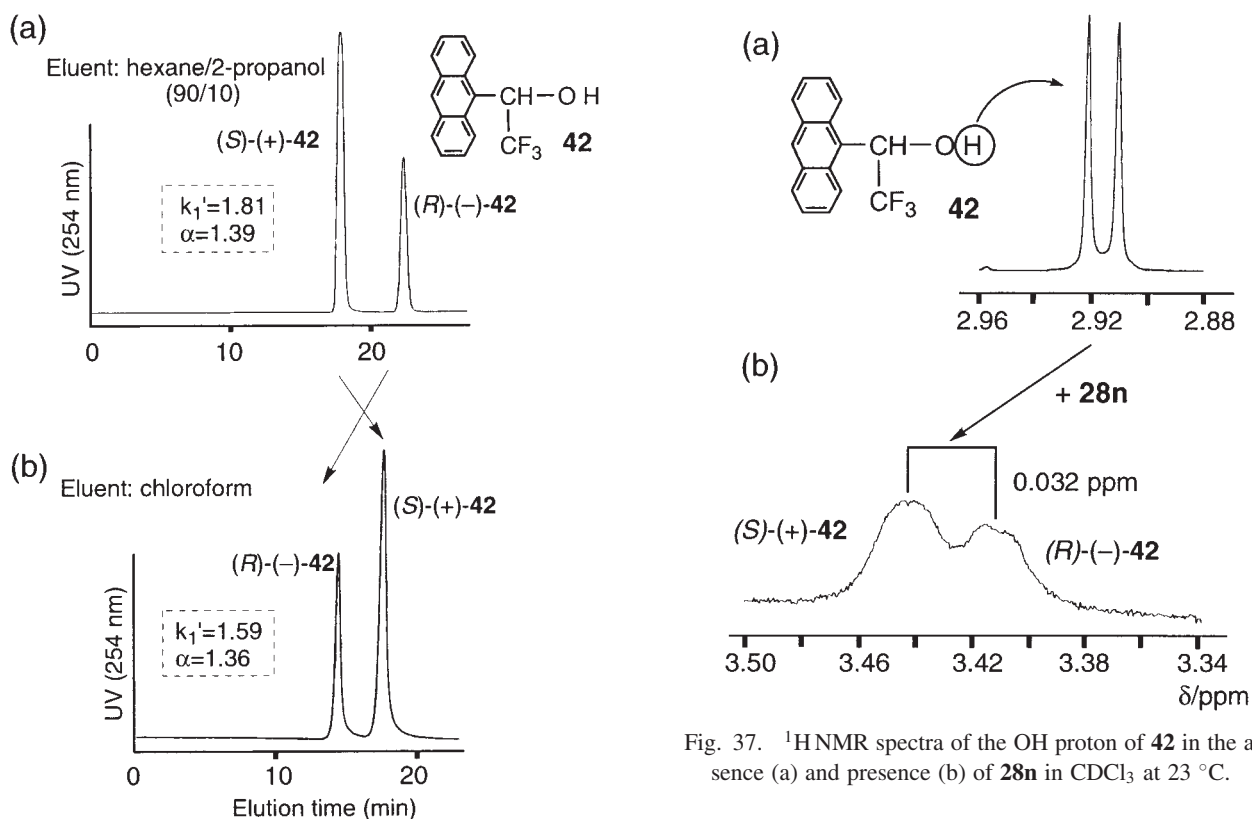 (a)
Eluent: hexane/2-propanol
(90/10)
OH
CF3
42
(S)-(+)-42
(R)-(–)-42
k1'=1.81
α=1.39
UV (254 nm)
0 10 20
(b)
Eluent: chloroform
(S)-(+)-42
(R)-(–)-42
k1'=1.59
α=1.36
UV (254 nm)
0 10 20
Elution time (min)
(a)
CH–OH
CF3
42
2.96 2.92 2.88
(b)
+ 28n
0.032 ppm
(S)-(+)-42
(R)-(–)-42
3.50 3.46 3.42 3.38 3.34
δ/ppm
Fig. 37. 1H NMR spectra of the OH proton of 42 in the a
sence (a) and presence (b) of 28n in CDCl3 at 23 °C.